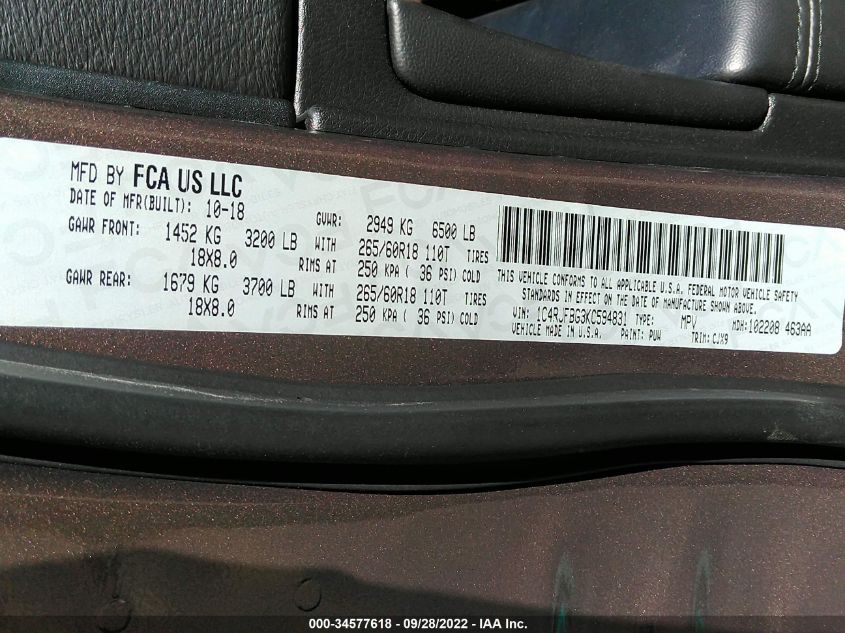 MFD BY FCA US LLC
DATE OF MFR(BUILT): 10-18
GVWR: 2949 KG 6500 LB
GAWR FRONT: 1452 KG 3200 LB WITH 265/60R18 110T TIRES
18X8.0 RIMS AT 250 KPA ( 36 PSI) COLD
GAWR REAR: 1679 KG 3700 LB WITH 265/60R18 110T TIRES
18X8.0 RIMS AT 250 KPA ( 36 PSI) COLD
THIS VEHICLE CONFORMS TO ALL APPLICABLE U.S.A. FEDERAL MOTOR VEHICLE SAFETY
STANDARDS IN EFFECT ON THE DATE OF MANUFACTURE SHOWN ABOVE.
VIN: 1C4RJFBG3KC594831 TYPE: MPV MDH:102208 463AA
VEHICLE MADE IN U.S.A. PAINT: PUW TRIM: CJX9
000-34577618 - 09/28/2022 - IAA Inc.